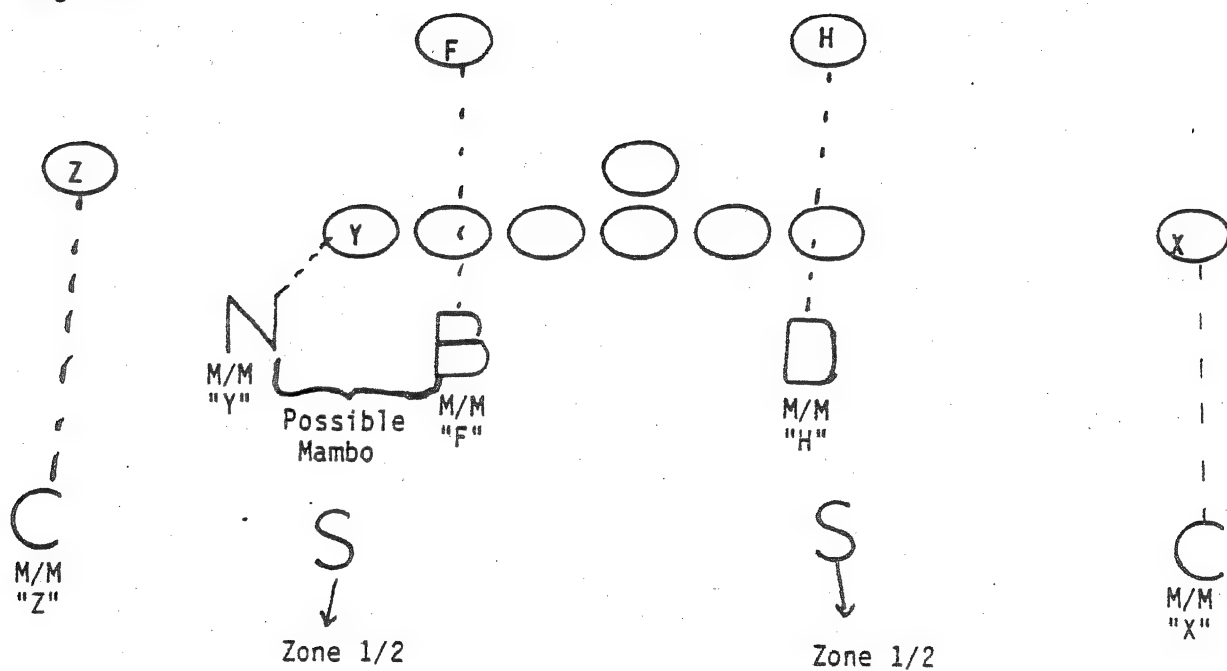 F H
Z
Y
X
N B D
M/M
"Y"
Possible
Mambo
M/M
"F"
M/M
"H"
C S S C
M/M
"Z"
M/M
"X"
Zone 1/2 Zone 1/2